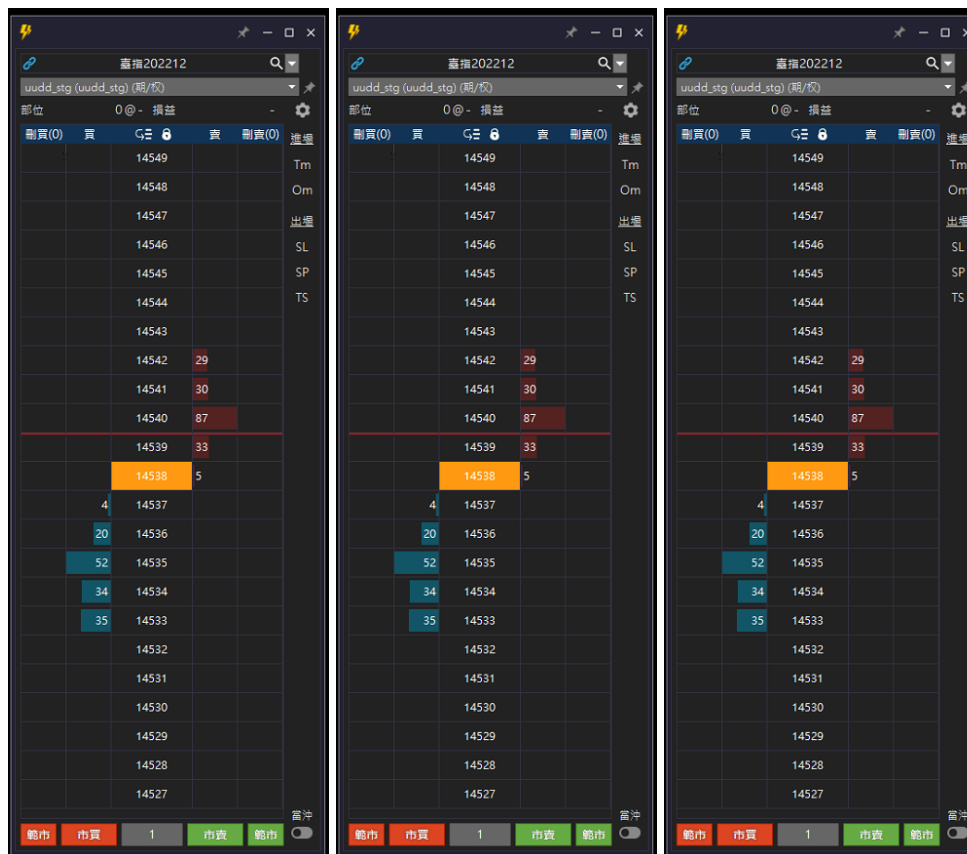 臺指202212
uudd_stg (uudd_stg) (期/权)
部位 0@- 損益 -
刪買(0) 買 賣 刪賣(0) 進場
14549
Tm
14548
Om
14547
出場
14546
SL
14545
SP
14544
TS
14543
14542 29
14541 30
14540 87
14539 33
14538 5
4 14537
20 14536
52 14535
34 14534
35 14533
14532
14531
14530
14529
14528
14527
當沖
範市 市買 1 市賣 範市
臺指202212
uudd_stg (uudd_stg) (期/权)
部位 0@- 損益 -
刪買(0) 買 賣 刪賣(0) 進場
14549
Tm
14548
Om
14547
出場
14546
SL
14545
SP
14544
TS
14543
14542 29
14541 30
14540 87
14539 33
14538 5
4 14537
20 14536
52 14535
34 14534
35 14533
14532
14531
14530
14529
14528
14527
當沖
範市 市買 1 市賣 範市
臺指202212
uudd_stg (uudd_stg) (期/权)
部位 0@- 損益 -
刪買(0) 買 賣 刪賣(0) 進場
14549
Tm
14548
Om
14547
出場
14546
SL
14545
SP
14544
TS
14543
14542 29
14541 30
14540 87
14539 33
14538 5
4 14537
20 14536
52 14535
34 14534
35 14533
14532
14531
14530
14529
14528
14527
當沖
範市 市買 1 市賣 範市